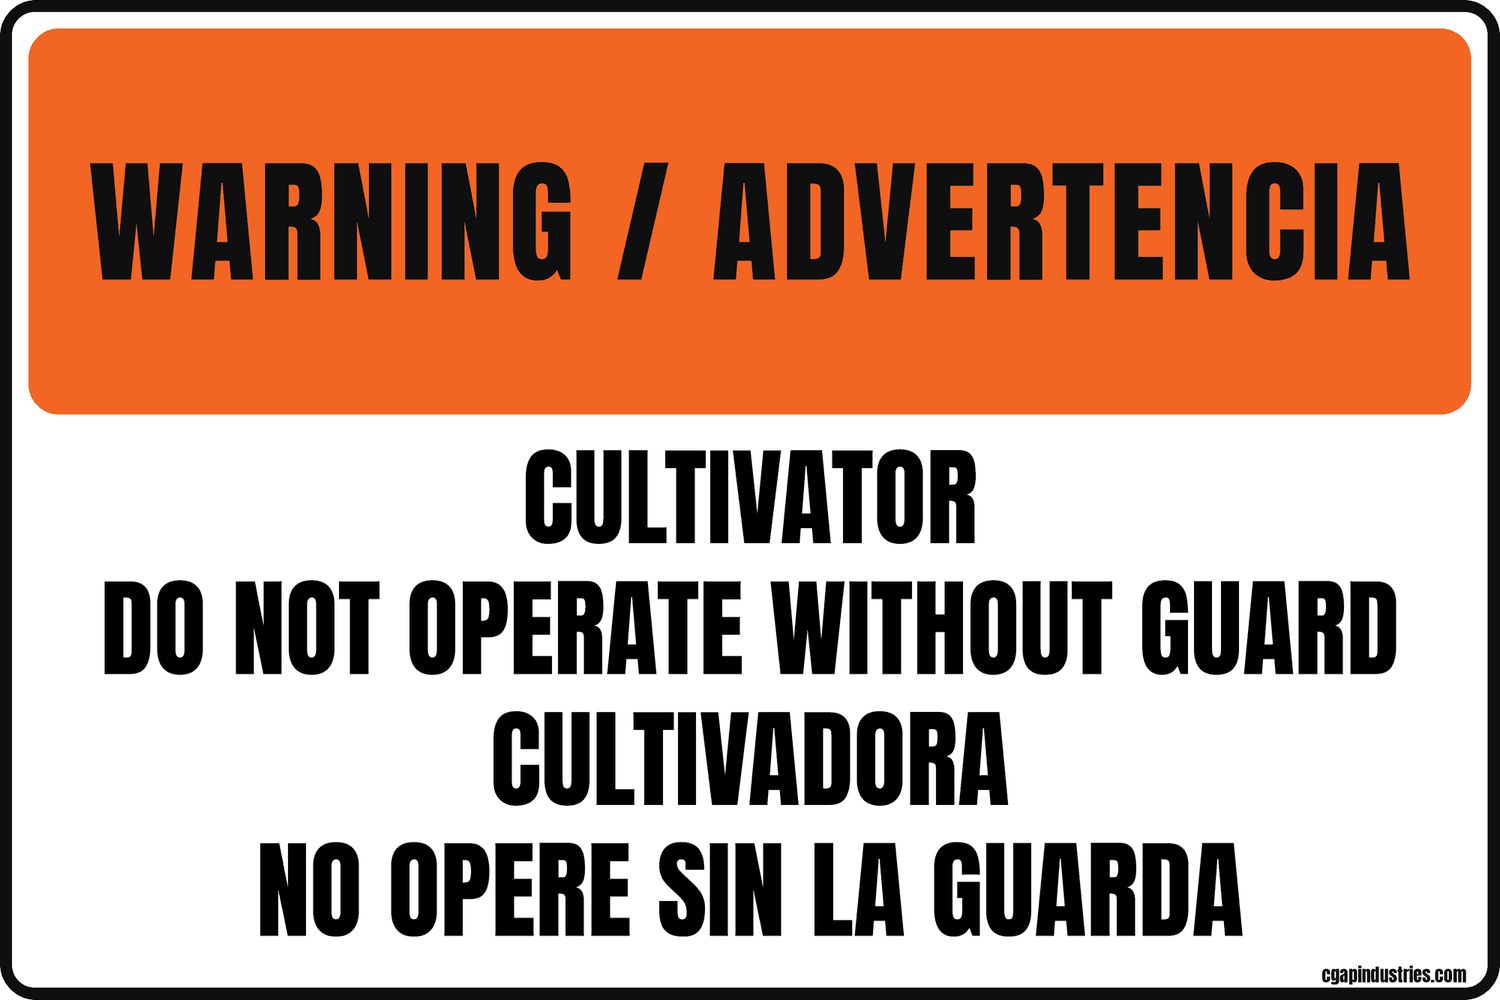 WARNING / ADVERTENCIA
CULTIVATOR
DO NOT OPERATE WITHOUT GUARD
CULTIVADORA
NO OPERE SIN LA GUARDA
cgapindustries.com